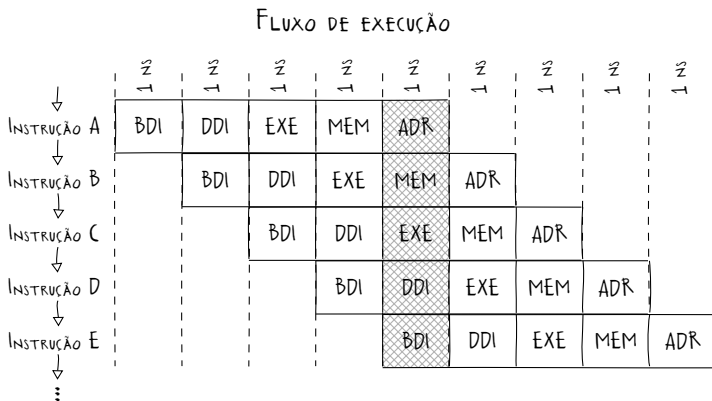 Fluxo de execução
1 ns 1 ns 1 ns 1 ns 1 ns 1 ns 1 ns 1 ns 1 ns
Instrução A BDI DDI EXE MEM ADR
Instrução B BDI DDI EXE MEM ADR
Instrução C BDI DDI EXE MEM ADR
Instrução D BDI DDI EXE MEM ADR
Instrução E BDI DDI EXE MEM ADR